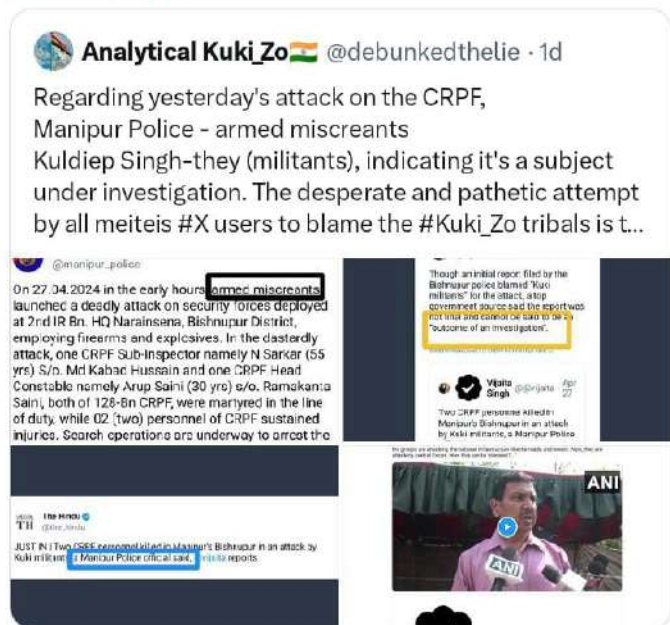 Analytical Kuki_Zo🇮🇳 @debunkedthelie · 1d
Regarding yesterday's attack on the CRPF,
Manipur Police - armed miscreants
Kuldiep Singh-they (militants), indicating it's a subject
under investigation. The desperate and pathetic attempt
by all meiteis #X users to blame the #Kuki_Zo tribals is t...
@manipur_police
On 27.04.2024 in the early hours armed miscreants
launched a deadly attack on security forces deployed
at 2nd IR Bn. HQ Naransena, Bishnupur District,
employing firearms and explosives. In the dastardly
attack, one CRPF Sub-Inspector namely N Sarkar (55
yrs) S/o. Md Kabad Hussain and one CRPF Head
Constable namely Arup Saini (30 yrs) s/o. Ramakanta
Saini, both of 128-Bn CRPF, were martyred in the line
of duty, while 02 (two) personnel of CRPF sustained
injuries. Search operations are underway to arrest the
Though an initial report filed by the
Bishnupur police blamed "Kuki
militants" for the attack, a top
government source said the report was
not final and cannot be said to be an
"outcome of an investigation".
Vijaita Singh @vijaita Apr 27
Two CRPF personnel killed in
Manipur's Bishnupur in an attack
by Kuki militants, a Manipur Police
TH The Hindu
@the_hindu
JUST IN | Two CRPF personnel killed in Manipur's Bishnupur in an attack by
Kuki militants, a Manipur Police official said, vijaita reports
ANI
ANI